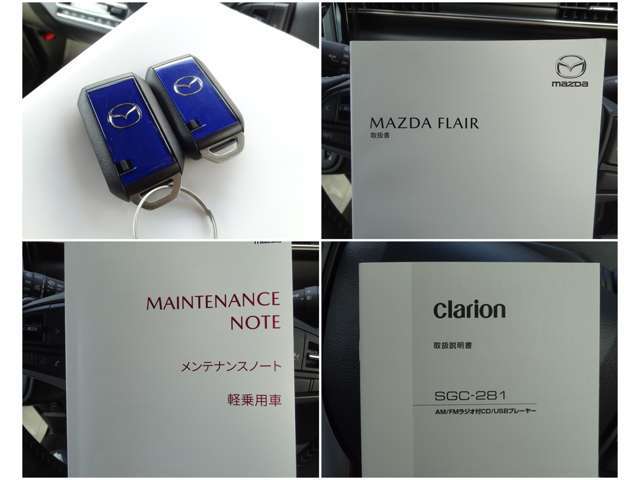 mazda
MAZDA FLAIR
取扱書
MAINTENANCE
NOTE
メンテナンスノート
軽乗用車
clarion
取扱説明書
SGC-281
AM/FMラジオ付CD/USBプレーヤー